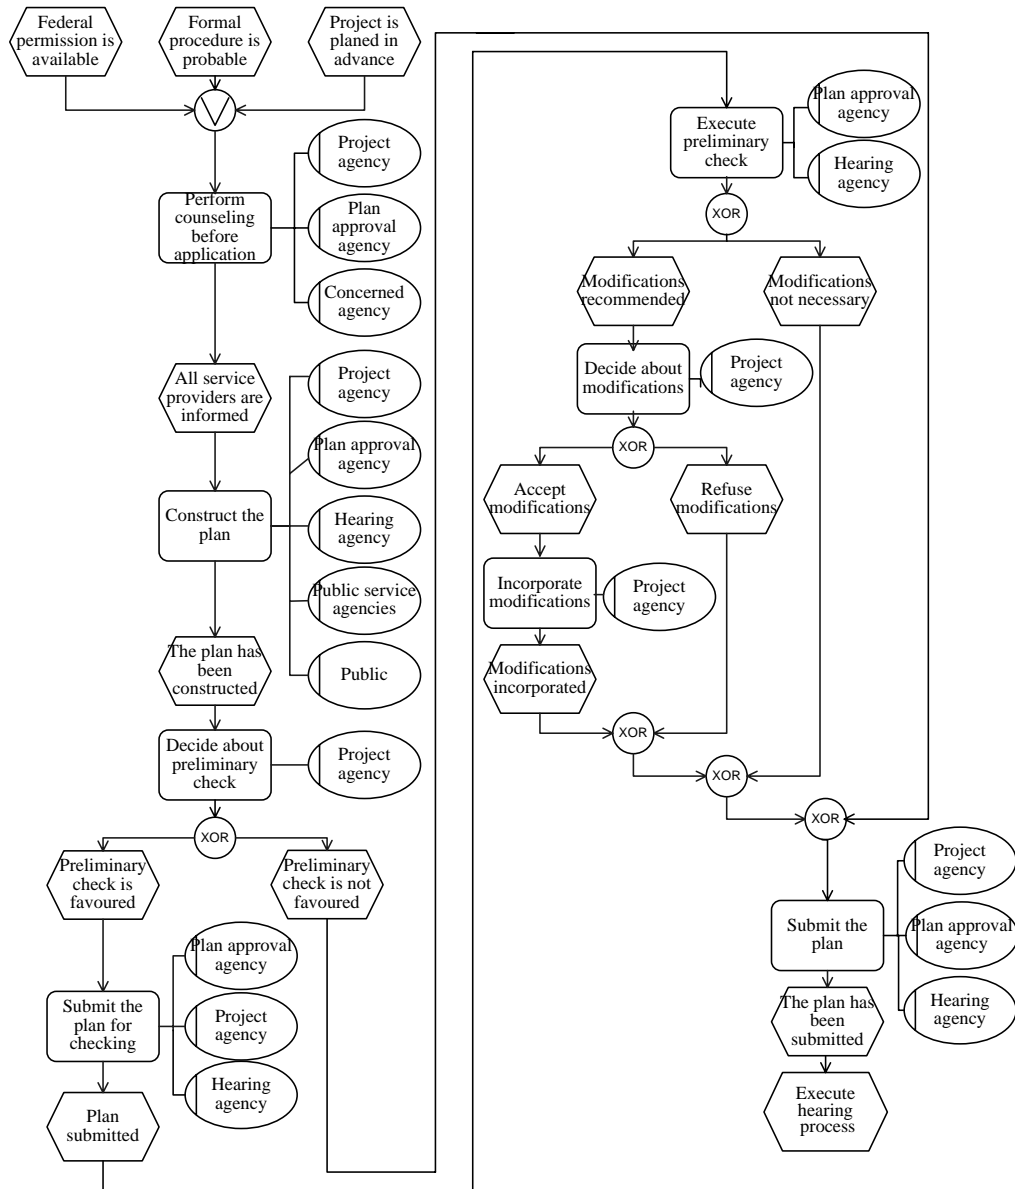 Federal
permission is
available
Formal
procedure is
probable
Project is
planed in
advance
Project
agency
Perform
counseling
before
application
Plan
approval
agency
Concerned
agency
All service
providers are
informed
Project
agency
Plan approval
agency
Construct the
plan
Hearing
agency
Public service
agencies
Public
The plan has
been
constructed
Decide about
preliminary
check
Project
agency
XOR
Preliminary
check is
favoured
Preliminary
check is not
favoured
Plan approval
agency
Submit the
plan for
checking
Project
agency
Hearing
agency
Plan
submitted
Execute
preliminary
check
Plan approval
agency
Hearing
agency
XOR
Modifications
recommended
Modifications
not necessary
Decide about
modifications
Project
agency
XOR
Accept
modifications
Refuse
modifications
Incorporate
modifications
Project
agency
Modifications
incorporated
XOR
XOR
XOR
Project
agency
Submit the
plan
Plan approval
agency
Hearing
agency
The plan has
been
submitted
Execute
hearing
process